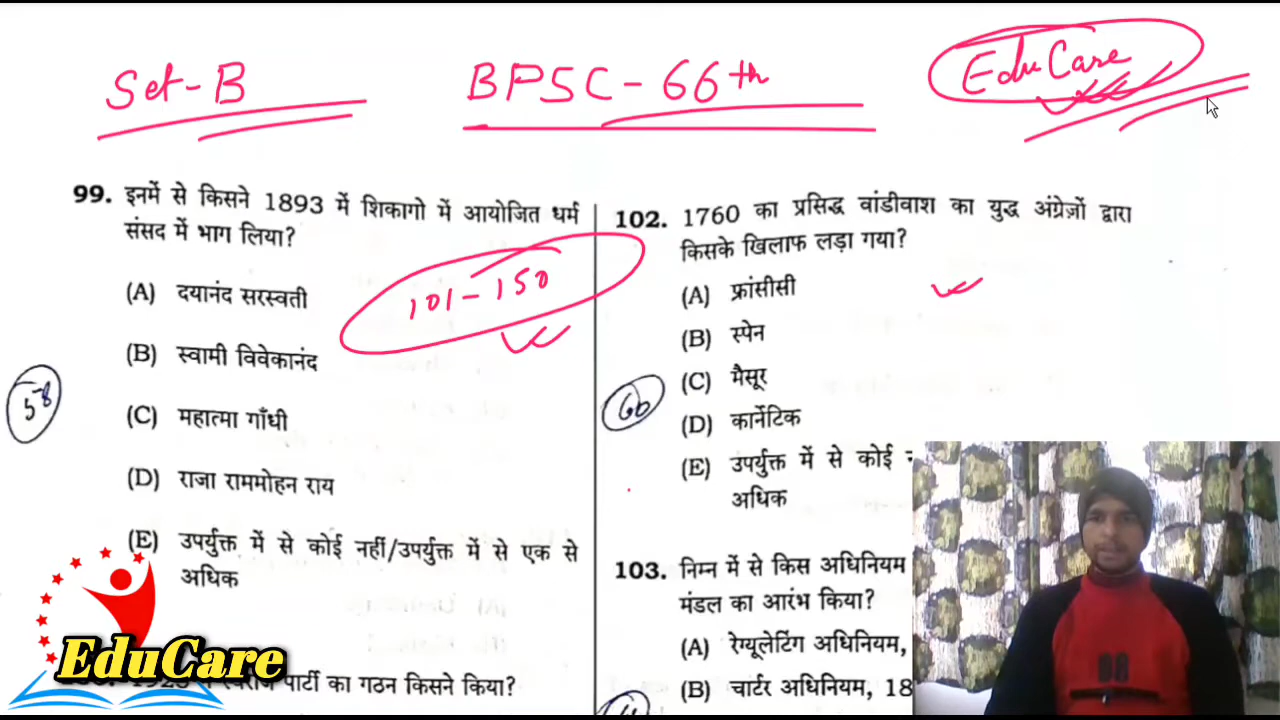 Set-B
BPSC-66th
EduCare
99. इनमें से किसने 1893 में शिकागो में आयोजित धर्म
संसद में भाग लिया?
(A) दयानंद सरस्वती
(B) स्वामी विवेकानंद
(C) महात्मा गाँधी
(D) राजा राममोहन राय
(E) उपर्युक्त में से कोई नहीं/उपर्युक्त में से एक से
अधिक
101-150
58
पार्टी का गठन किसने किया?
102. 1760 का प्रसिद्ध वांडीवाश का युद्ध अंग्रेज़ों द्वारा
किसके खिलाफ लड़ा गया?
(A) फ्रांसीसी
(B) स्पेन
(C) मैसूर
(D) कार्नेटिक
(E) उपर्युक्त में से कोई
अधिक
60
103. निम्न में से किस अधिनियम
मंडल का आरंभ किया?
(A) रेग्यूलेटिंग अधिनियम,
(B) चार्टर अधिनियम, 18
EduCare